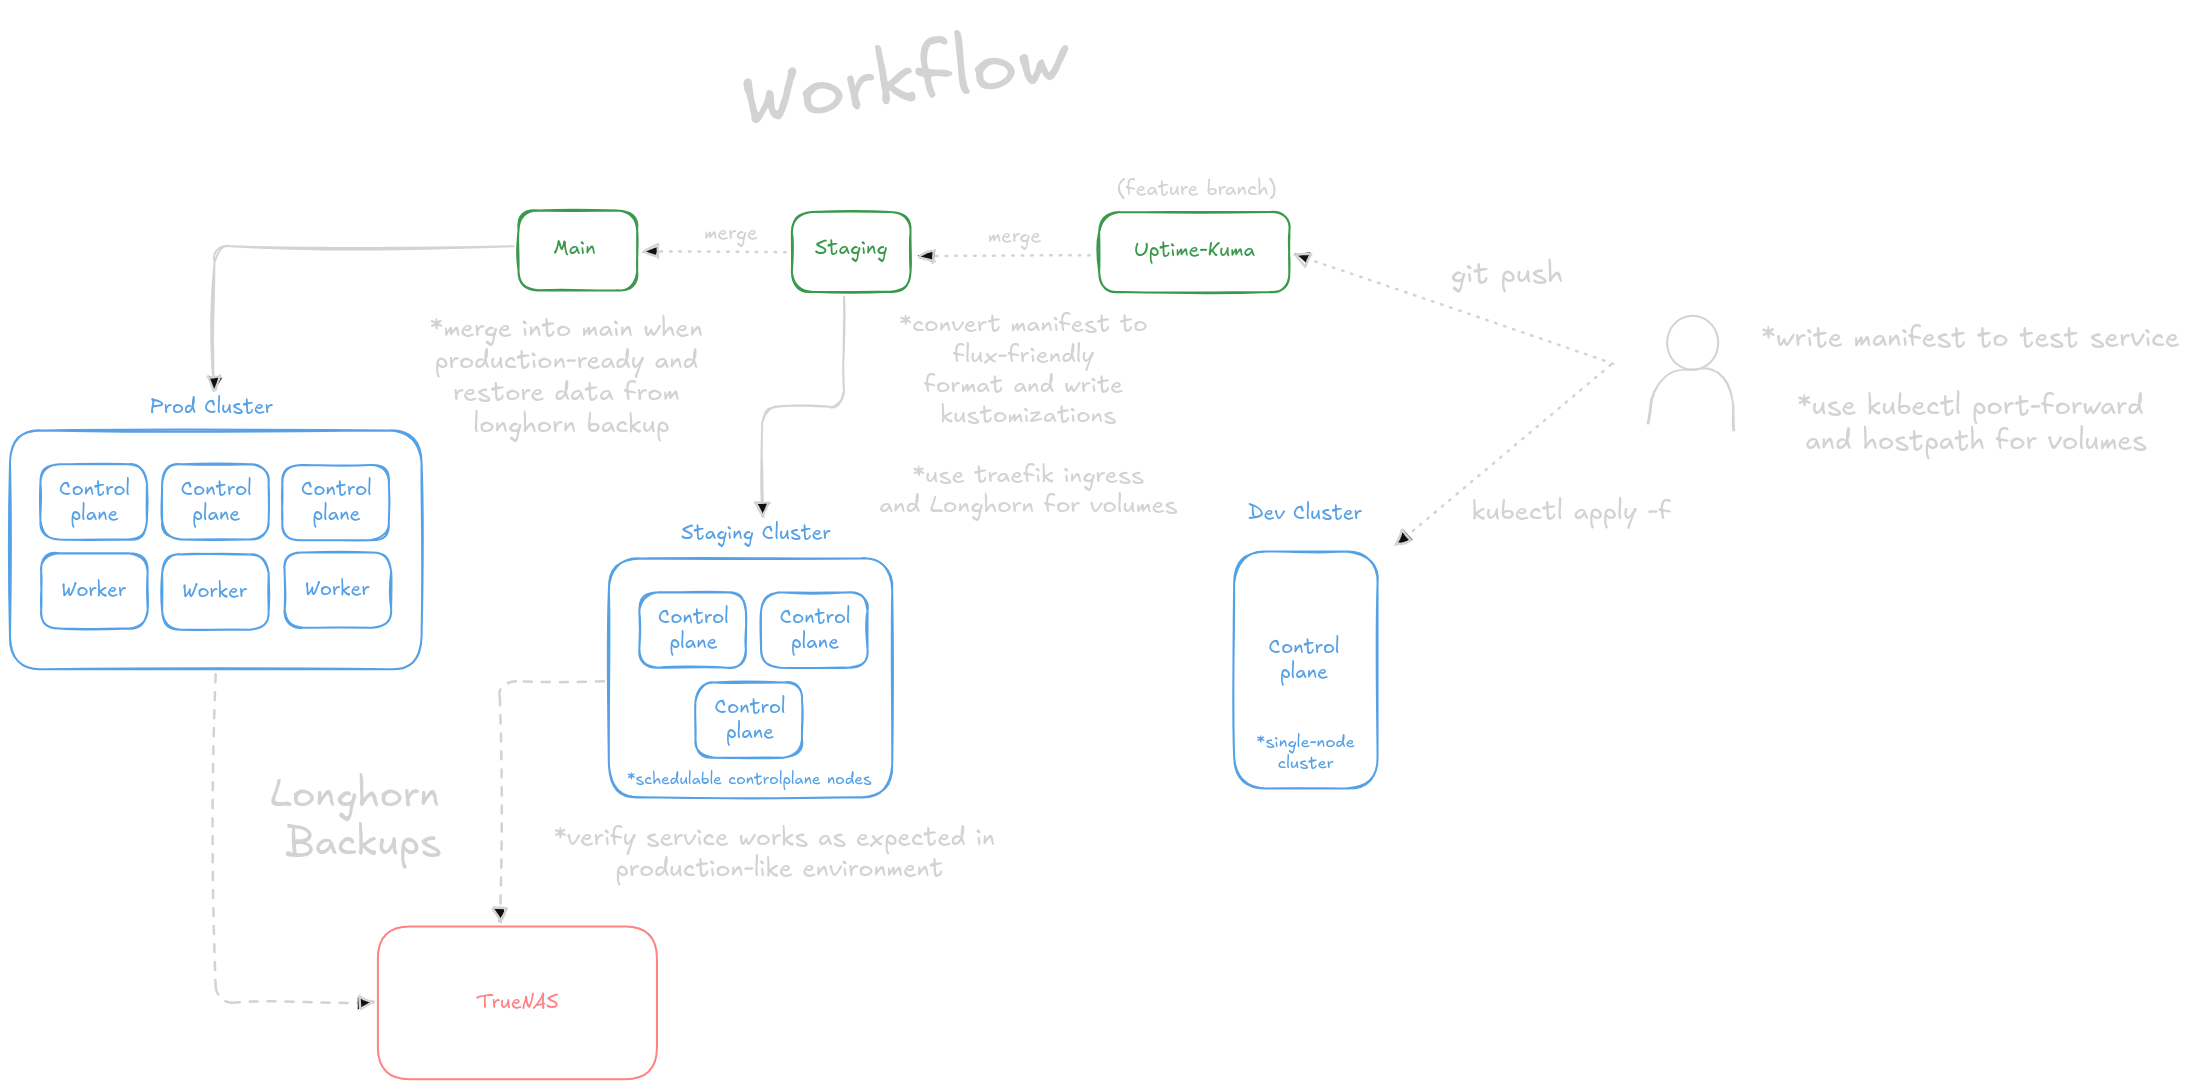 Workflow
(feature branch)
Main
merge
Staging
merge
Uptime-Kuma
git push
*merge into main when
production-ready and
restore data from
longhorn backup
*convert manifest to
flux-friendly
format and write
kustomizations
*use traefik ingress
and Longhorn for volumes
*write manifest to test service
*use kubectl port-forward
and hostpath for volumes
kubectl apply -f
Prod Cluster
Control
plane
Control
plane
Control
plane
Worker
Worker
Worker
Staging Cluster
Control
plane
Control
plane
Control
plane
*schedulable controlplane nodes
Dev Cluster
Control
plane
*single-node
cluster
*verify service works as expected in
production-like environment
Longhorn
Backups
TrueNAS